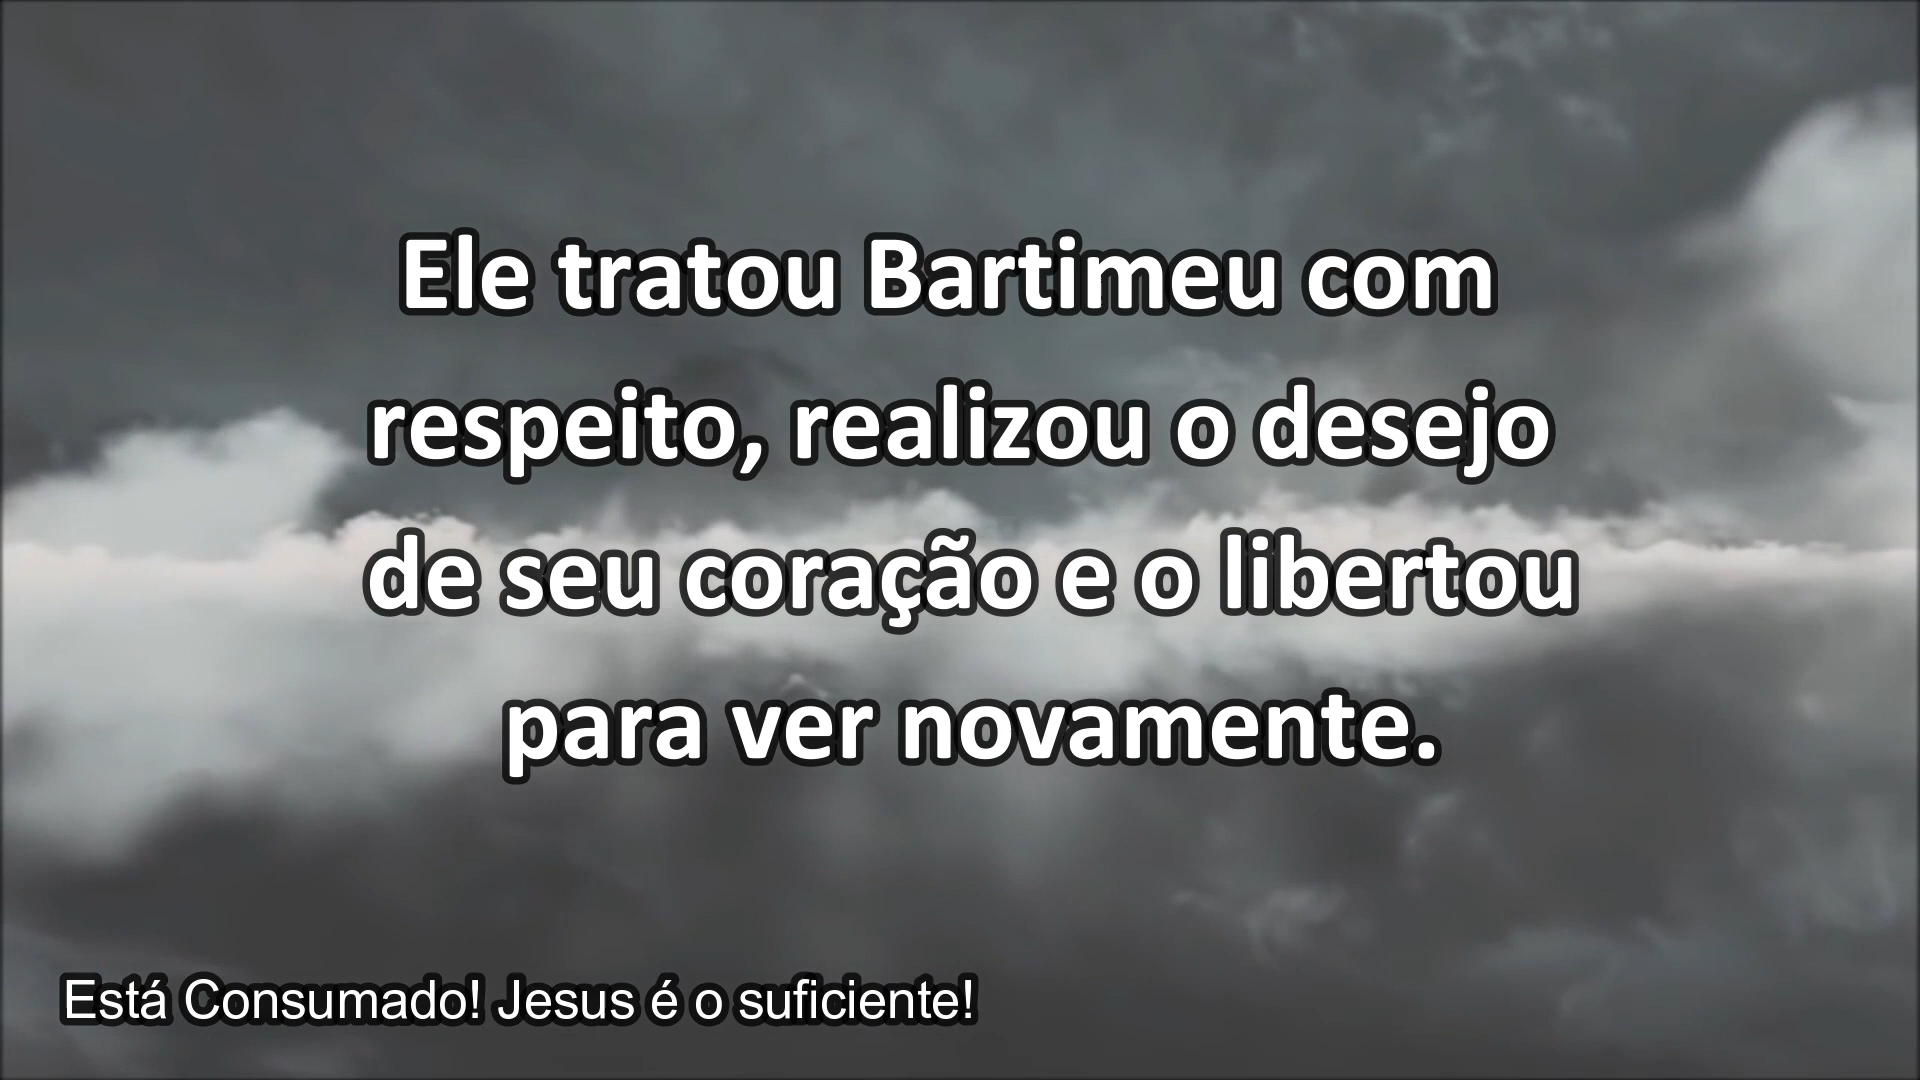 Ele tratou Bartimeu com
respeito, realizou o desejo
de seu coração e o libertou
para ver novamente.
Está Consumado! Jesus é o suficiente!